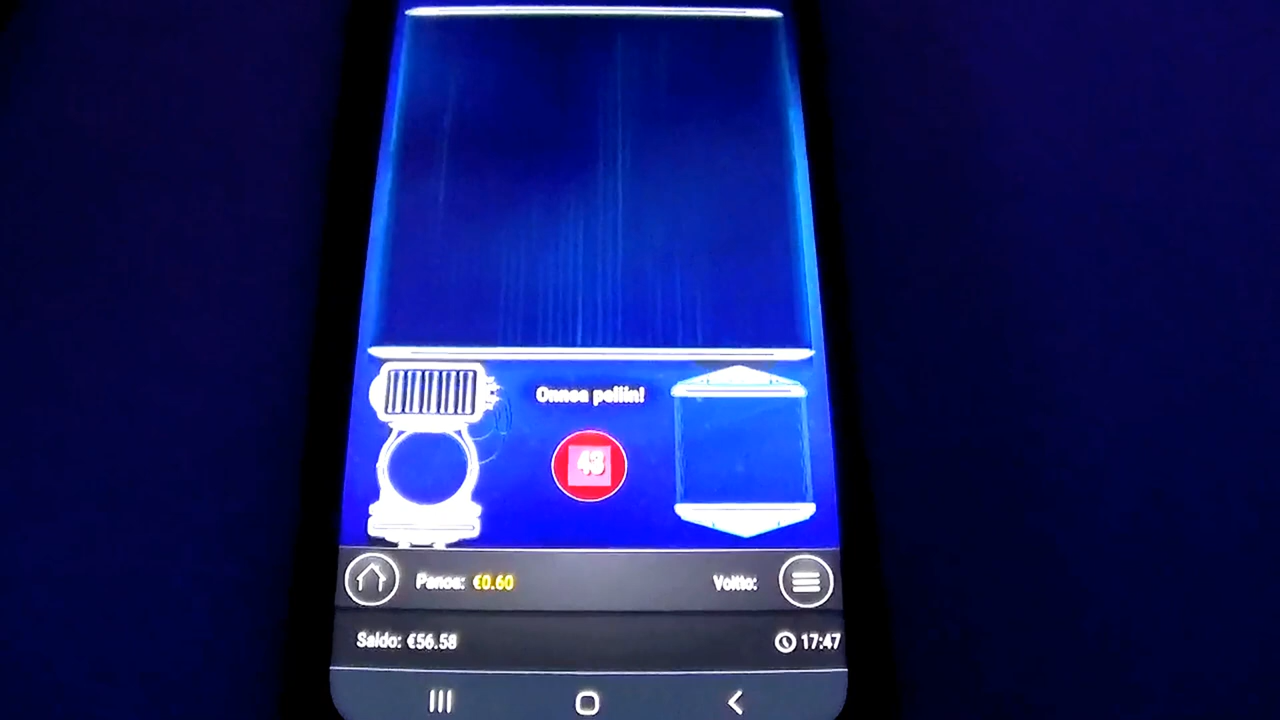 Onnea peliin!
43
Panos: €0.60
Voitto:
Saldo: €56.58
17:47